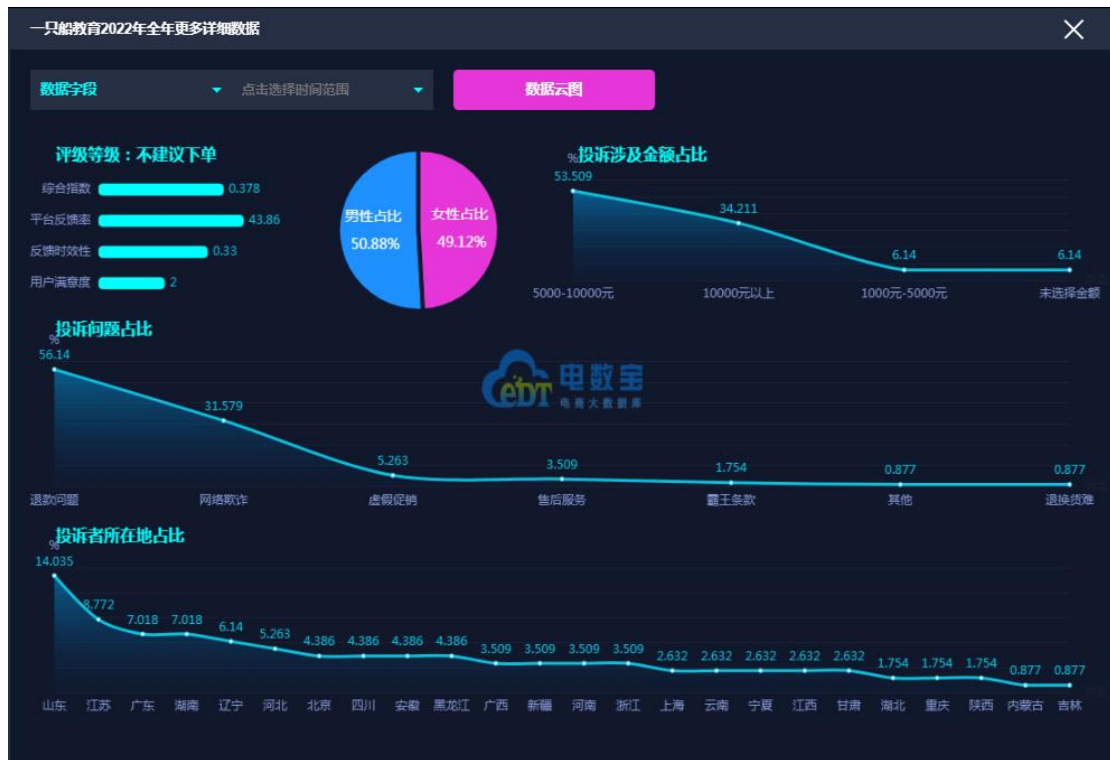 一只船教育2022年全年更多详细数据
数据字段 点击选择时间范围 数据云图
评级等级：不建议下单
综合指数 0.378
平台反馈率 43.86
反馈时效性 0.33
用户满意度 2
男性占比
50.88%
女性占比
49.12%
%投诉涉及金额占比
53.509 34.211 6.14 6.14
5000-10000元 10000元以上 1000元-5000元 未选择金额
%投诉问题占比
56.14 31.579 5.263 3.509 1.754 0.877 0.877
退款问题 网络欺诈 虚假促销 售后服务 霸王条款 其他 退换货难
eDT 电数宝
电商大数据库
%投诉者所在地占比
14.035 8.772 7.018 7.018 6.14 5.263 4.386 4.386 4.386 4.386 3.509 3.509 3.509 3.509 2.632 2.632 2.632 2.632 2.632 1.754 1.754 1.754 0.877 0.877
山东 江苏 广东 湖南 辽宁 河北 北京 四川 安徽 黑龙江 广西 新疆 河南 浙江 上海 云南 宁夏 江西 甘肃 湖北 重庆 陕西 内蒙古 吉林